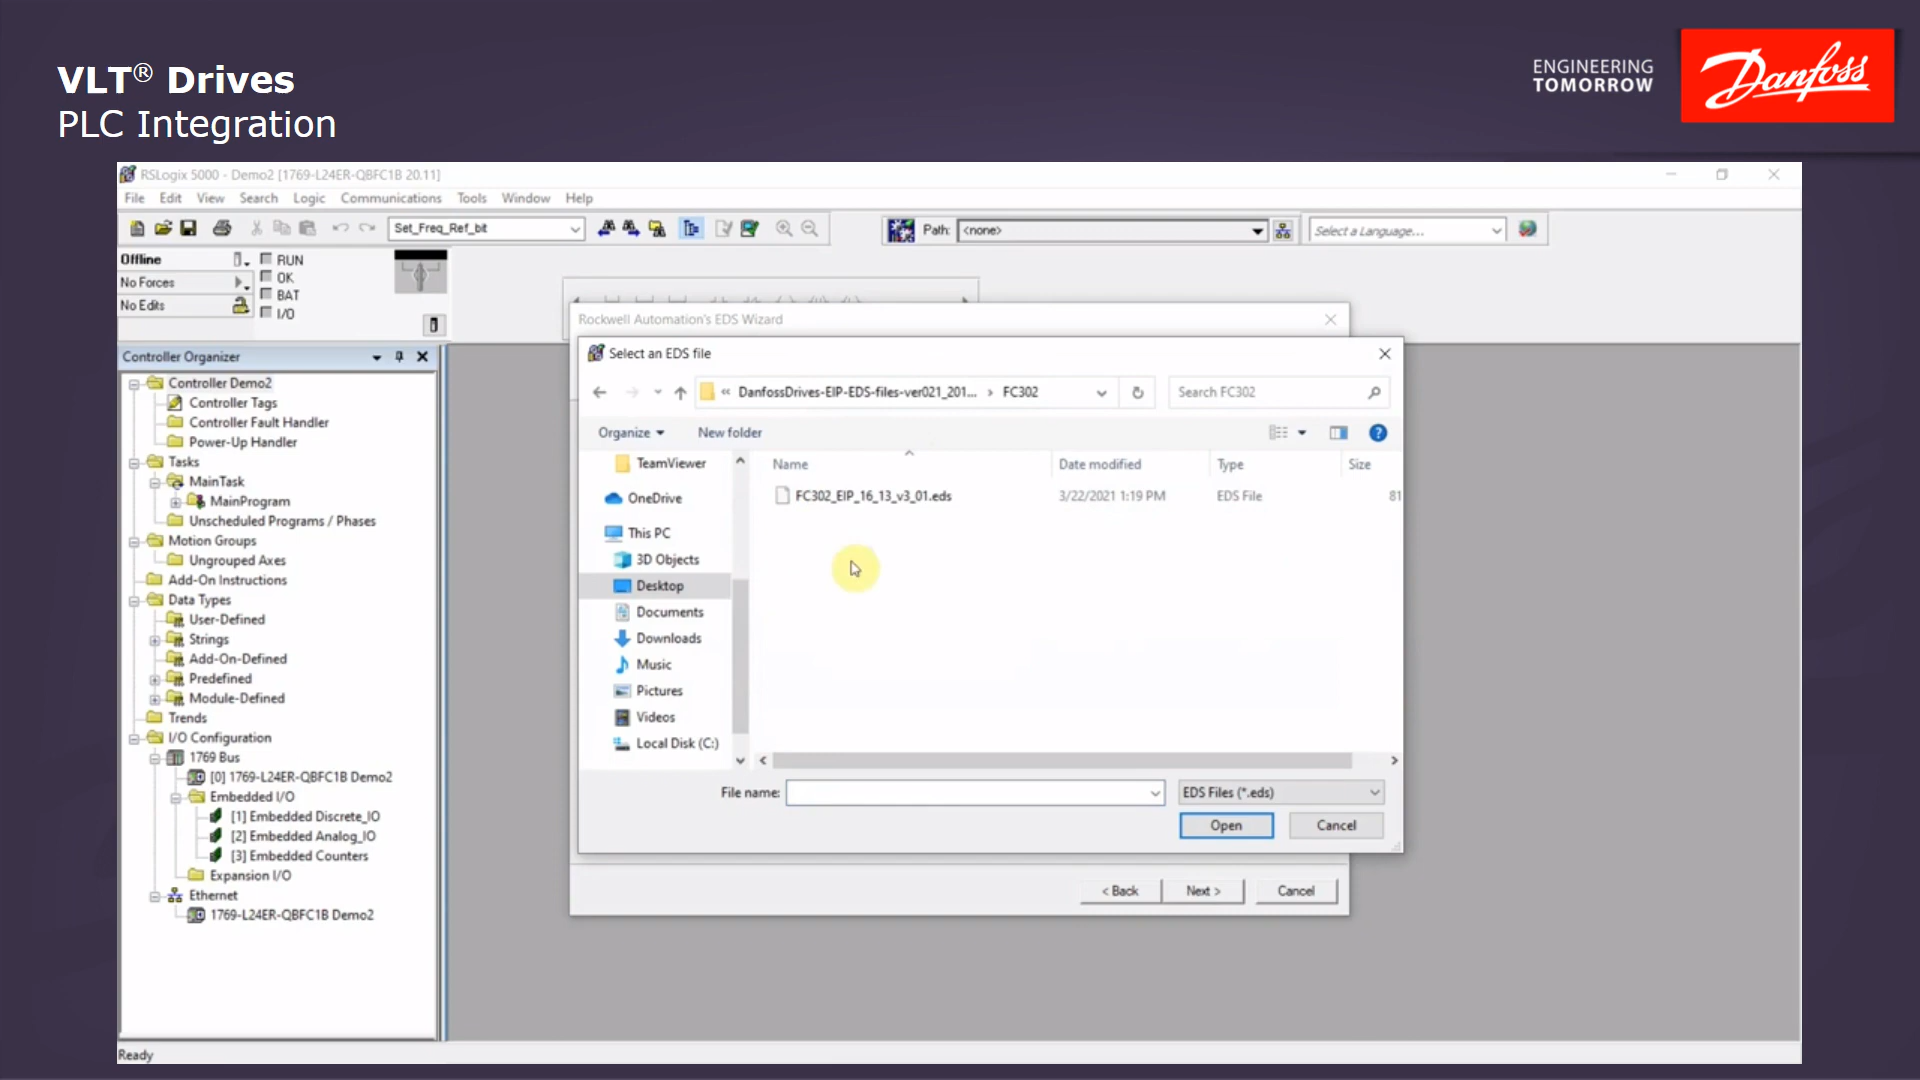 VLT® Drives
PLC Integration
ENGINEERING
TOMORROW
Danfoss
RSLogix 5000 - Demo2 [1769-L24ER-QBFC1B 20.11]
File Edit View Search Logic Communications Tools Window Help
Set_Freq_Ref_bit
Path: <none>
Select a Language...
Offline
No Forces
No Edits
RUN
OK
BAT
I/O
Controller Organizer
Controller Demo2
Controller Tags
Controller Fault Handler
Power-Up Handler
Tasks
MainTask
MainProgram
Unscheduled Programs / Phases
Motion Groups
Ungrouped Axes
Add-On Instructions
Data Types
User-Defined
Strings
Add-On-Defined
Predefined
Module-Defined
Trends
I/O Configuration
1769 Bus
[0] 1769-L24ER-QBFC1B Demo2
Embedded I/O
[1] Embedded Discrete_IO
[2] Embedded Analog_IO
[3] Embedded Counters
Expansion I/O
Ethernet
1769-L24ER-QBFC1B Demo2
Ready
Rockwell Automation's EDS Wizard
Select an EDS file
« DanfossDrives-EIP-EDS-files-ver021_201... > FC302
Search FC302
Organize New folder
TeamViewer
OneDrive
This PC
3D Objects
Desktop
Documents
Downloads
Music
Pictures
Videos
Local Disk (C:)
Name Date modified Type Size
FC302_EIP_16_13_v3_01.eds 3/22/2021 1:19 PM EDS File 81
File name:
EDS Files (*.eds)
Open Cancel
< Back Next > Cancel